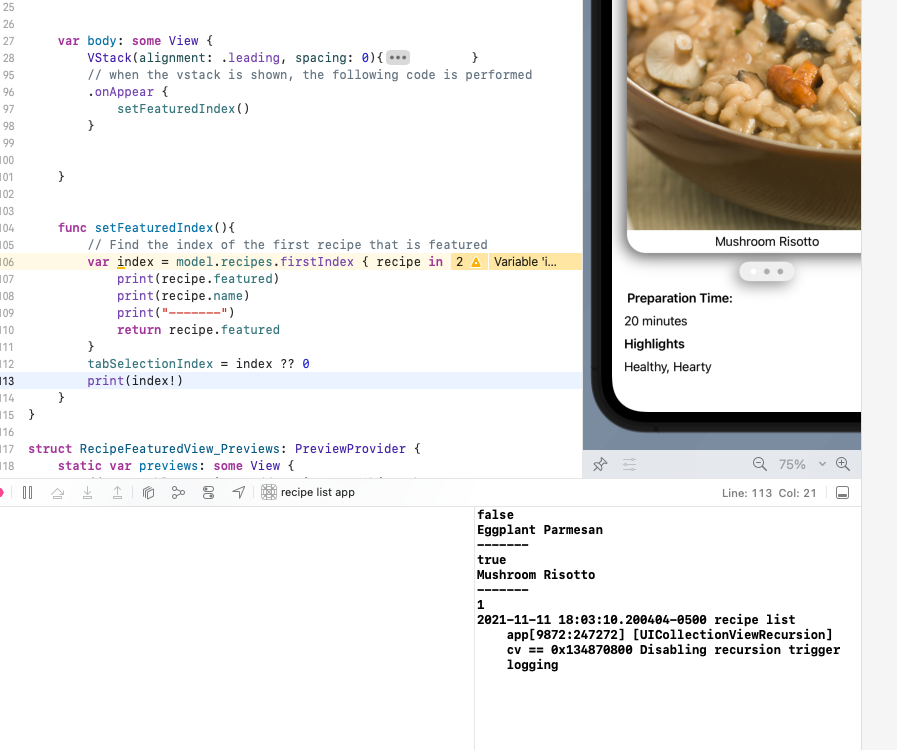 25
26
27 var body: some View {
28 VStack(alignment: .leading, spacing: 0){••• }
95 // when the vstack is shown, the following code is performed
96 .onAppear {
97 setFeaturedIndex()
98 }
99
100
101 }
102
103
104 func setFeaturedIndex(){
105 // Find the index of the first recipe that is featured
106 var index = model.recipes.firstIndex { recipe in 2 Variable 'i...
107 print(recipe.featured)
108 print(recipe.name)
109 print("-------")
110 return recipe.featured
111 }
112 tabSelectionIndex = index ?? 0
113 print(index!)
114 }
115 }
116
117 struct RecipeFeaturedView_Previews: PreviewProvider {
118 static var previews: some View {
Mushroom Risotto
Preparation Time:
20 minutes
Highlights
Healthy, Hearty
75%
recipe list app
Line: 113 Col: 21
false
Eggplant Parmesan
-------
true
Mushroom Risotto
-------
1
2021-11-11 18:03:10.200404-0500 recipe list
app[9872:247272] [UICollectionViewRecursion]
cv == 0x134870800 Disabling recursion trigger
logging